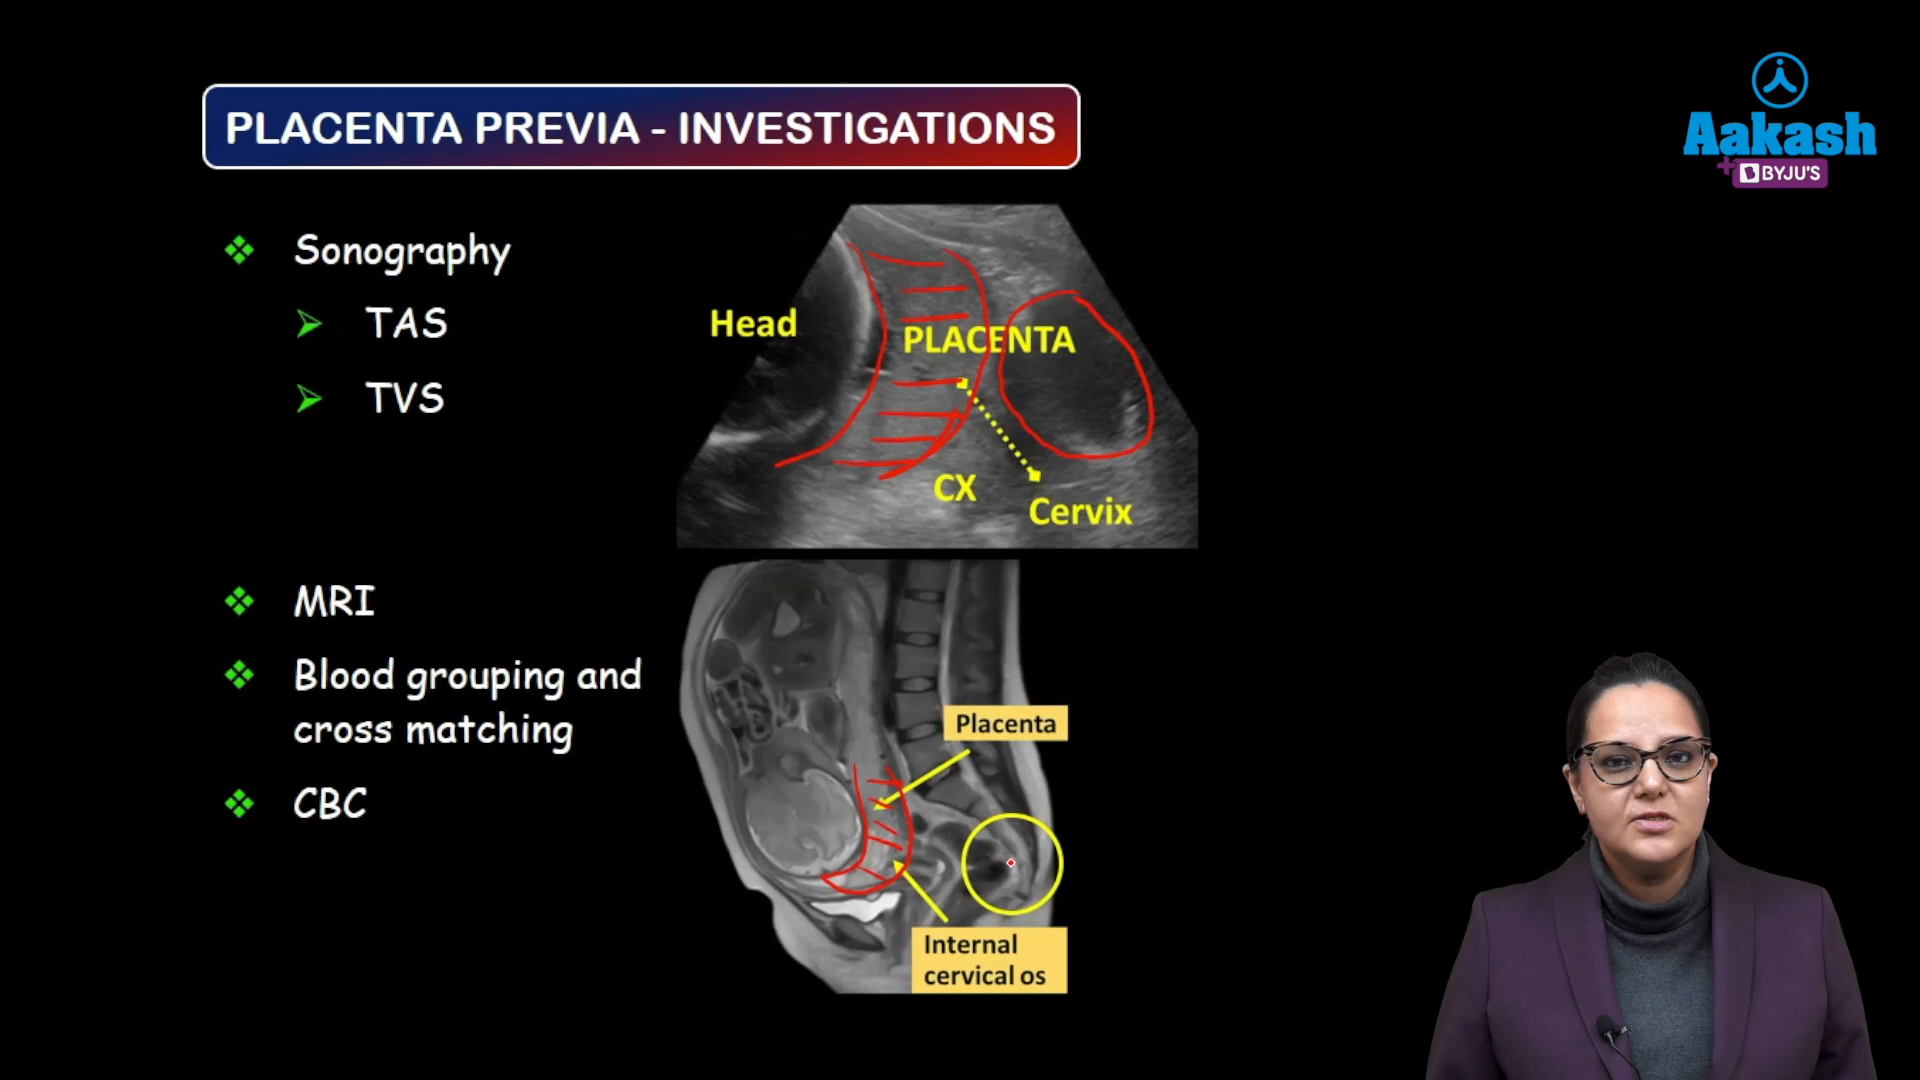 PLACENTA PREVIA - INVESTIGATIONS
Aakash
+ BYJU'S
Sonography
TAS
TVS
Head
PLACENTA
CX
Cervix
MRI
Blood grouping and
cross matching
CBC
Placenta
Internal
cervical os